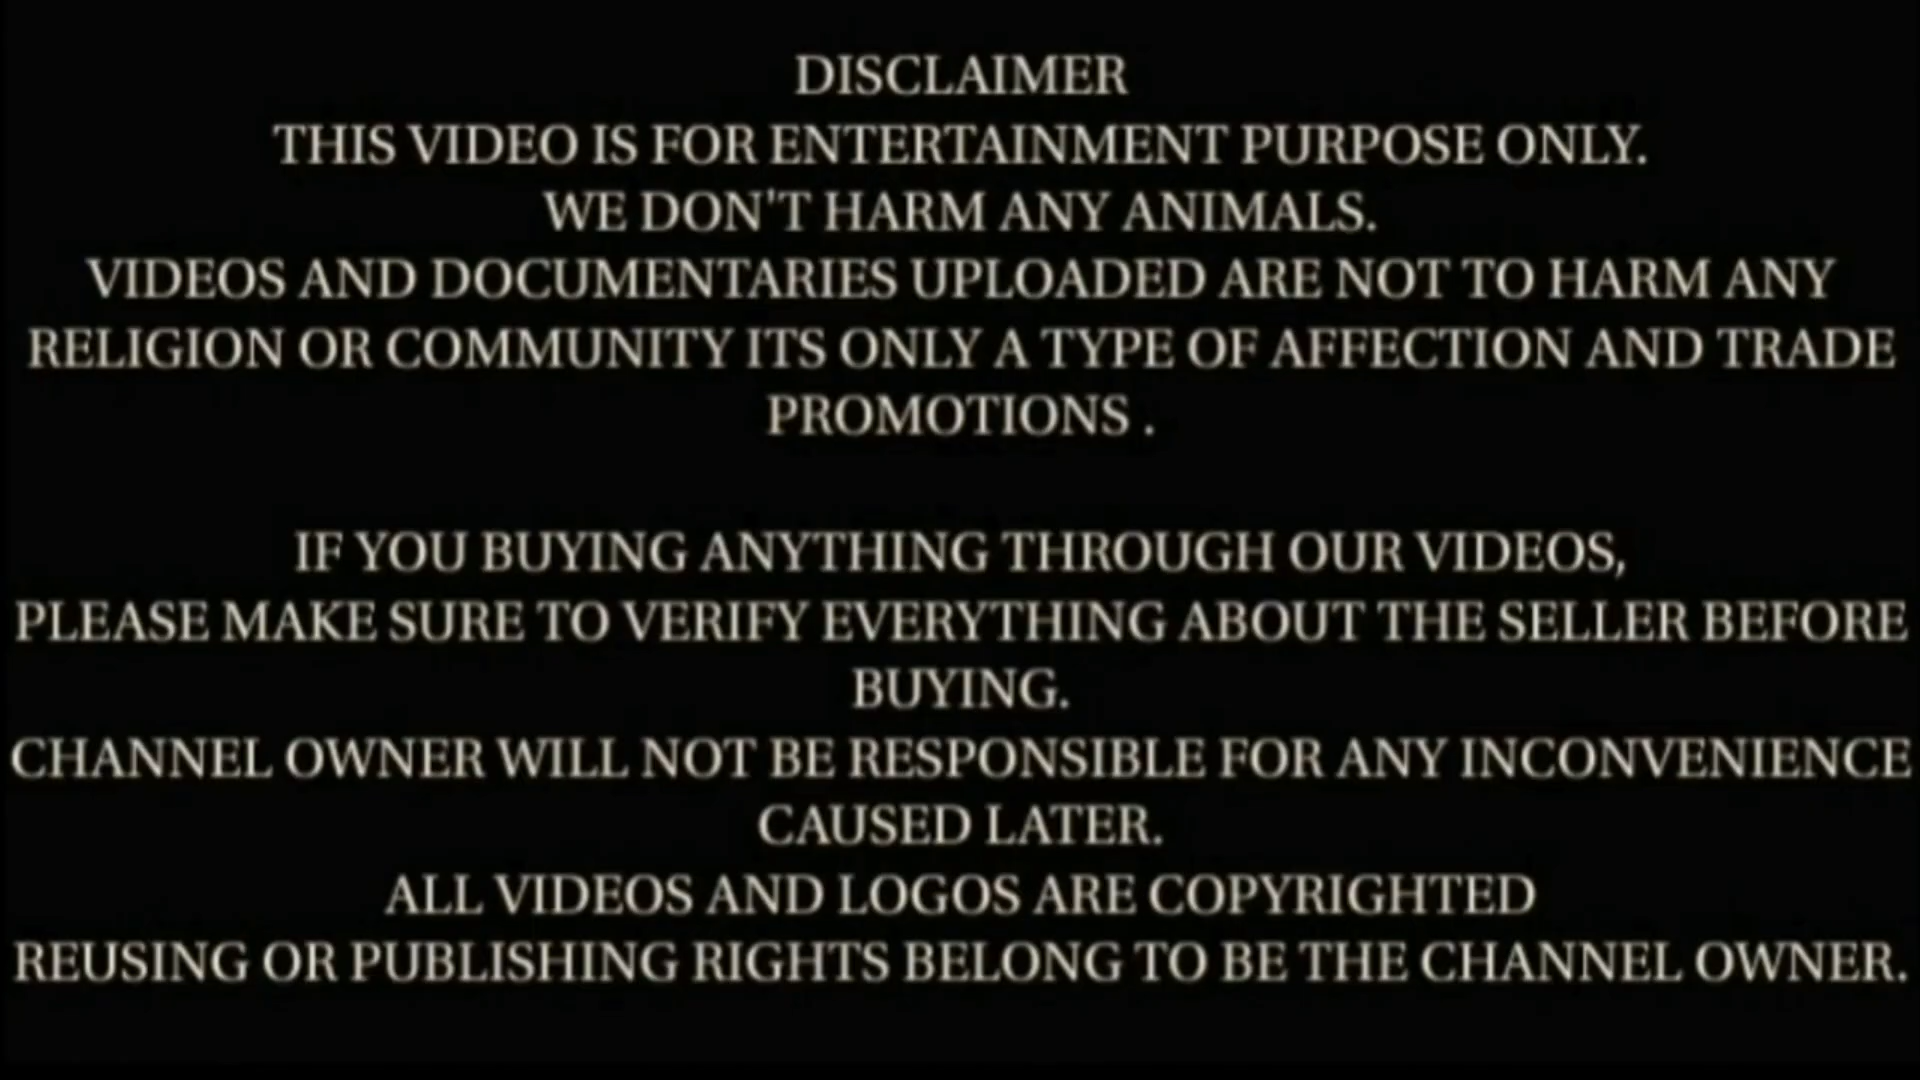 DISCLAIMER
THIS VIDEO IS FOR ENTERTAINMENT PURPOSE ONLY.
WE DON'T HARM ANY ANIMALS.
VIDEOS AND DOCUMENTARIES UPLOADED ARE NOT TO HARM ANY
RELIGION OR COMMUNITY ITS ONLY A TYPE OF AFFECTION AND TRADE
PROMOTIONS .
IF YOU BUYING ANYTHING THROUGH OUR VIDEOS,
PLEASE MAKE SURE TO VERIFY EVERYTHING ABOUT THE SELLER BEFORE
BUYING.
CHANNEL OWNER WILL NOT BE RESPONSIBLE FOR ANY INCONVENIENCE
CAUSED LATER.
ALL VIDEOS AND LOGOS ARE COPYRIGHTED
REUSING OR PUBLISHING RIGHTS BELONG TO BE THE CHANNEL OWNER.